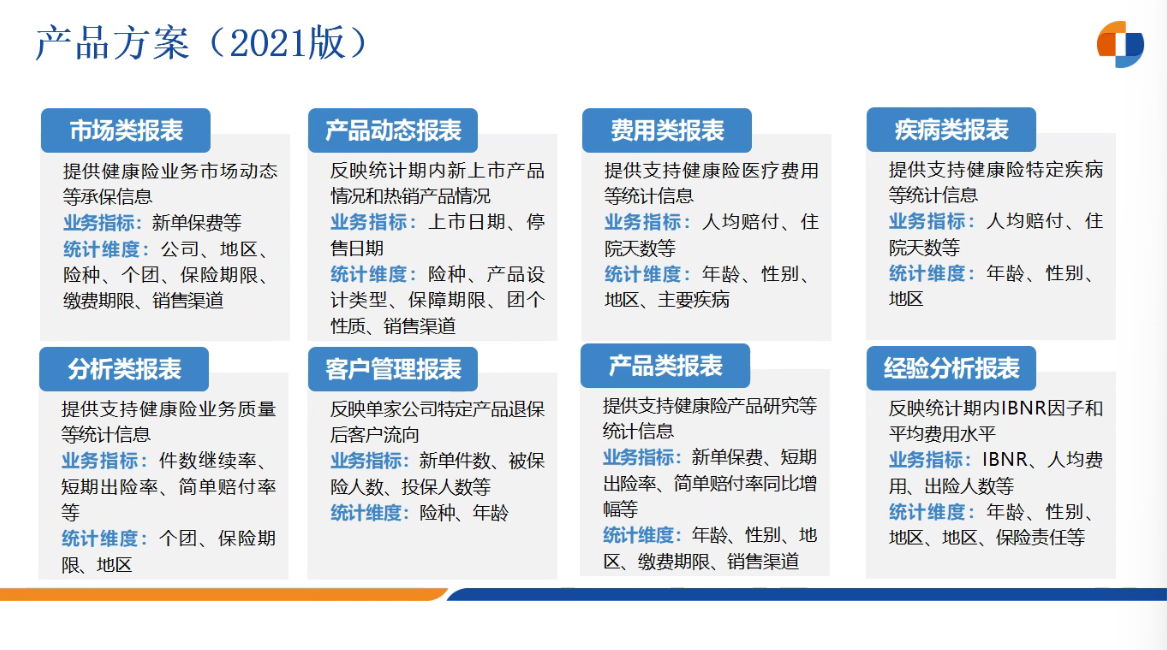 产品方案（2021版）
市场类报表
提供健康险业务市场动态
等承保信息
业务指标：新单保费等
统计维度：公司、地区、
险种、个团、保险期限、
缴费期限、销售渠道
产品动态报表
反映统计期内新上市产品
情况和热销产品情况
业务指标：上市日期、停
售日期
统计维度：险种、产品设
计类型、保障期限、团个
性质、销售渠道
费用类报表
提供支持健康险医疗费用
等统计信息
业务指标：人均赔付、住
院天数等
统计维度：年龄、性别、
地区、主要疾病
疾病类报表
提供支持健康险特定疾病
等统计信息
业务指标：人均赔付、住
院天数等
统计维度：年龄、性别、
地区
分析类报表
提供支持健康险业务质量
等统计信息
业务指标：件数继续率、
短期出险率、简单赔付率
等
统计维度：个团、保险期
限、地区
客户管理报表
反映单家公司特定产品退保
后客户流向
业务指标：新单件数、被保
险人数、投保人数等
统计维度：险种、年龄
产品类报表
提供支持健康险产品研究等
统计信息
业务指标：新单保费、短期
出险率、简单赔付率同比增
幅等
统计维度：年龄、性别、地
区、缴费期限、销售渠道
经验分析报表
反映统计期内IBNR因子和
平均费用水平
业务指标：IBNR、人均费
用、出险人数等
统计维度：年龄、性别、
地区、地区、保险责任等